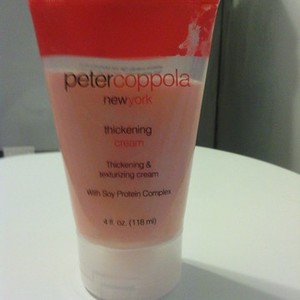 petercoppola
newyork
thickening
cream
Thickening &
texturizing cream
With Soy Protein Complex
4 fl. oz. (118 ml)